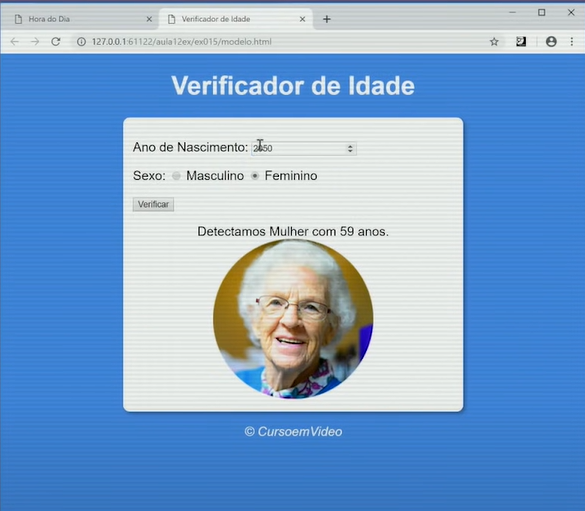 Hora do Dia
Verificador de Idade
127.0.0.1:61122/aula12ex/ex015/modelo.html
Verificador de Idade
Ano de Nascimento:
Sexo: Masculino Feminino
Verificar
Detectamos Mulher com 59 anos.
© CursoemVideo